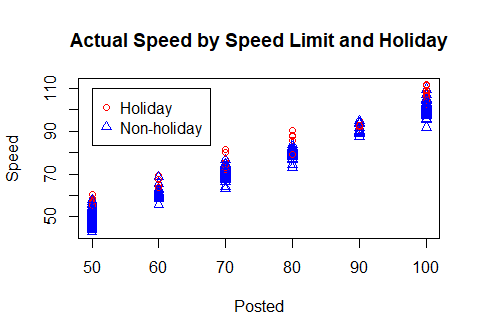 Actual Speed by Speed Limit and Holiday
Holiday
Non-holiday
Speed
110
90
70
50
50 60 70 80 90 100
Posted